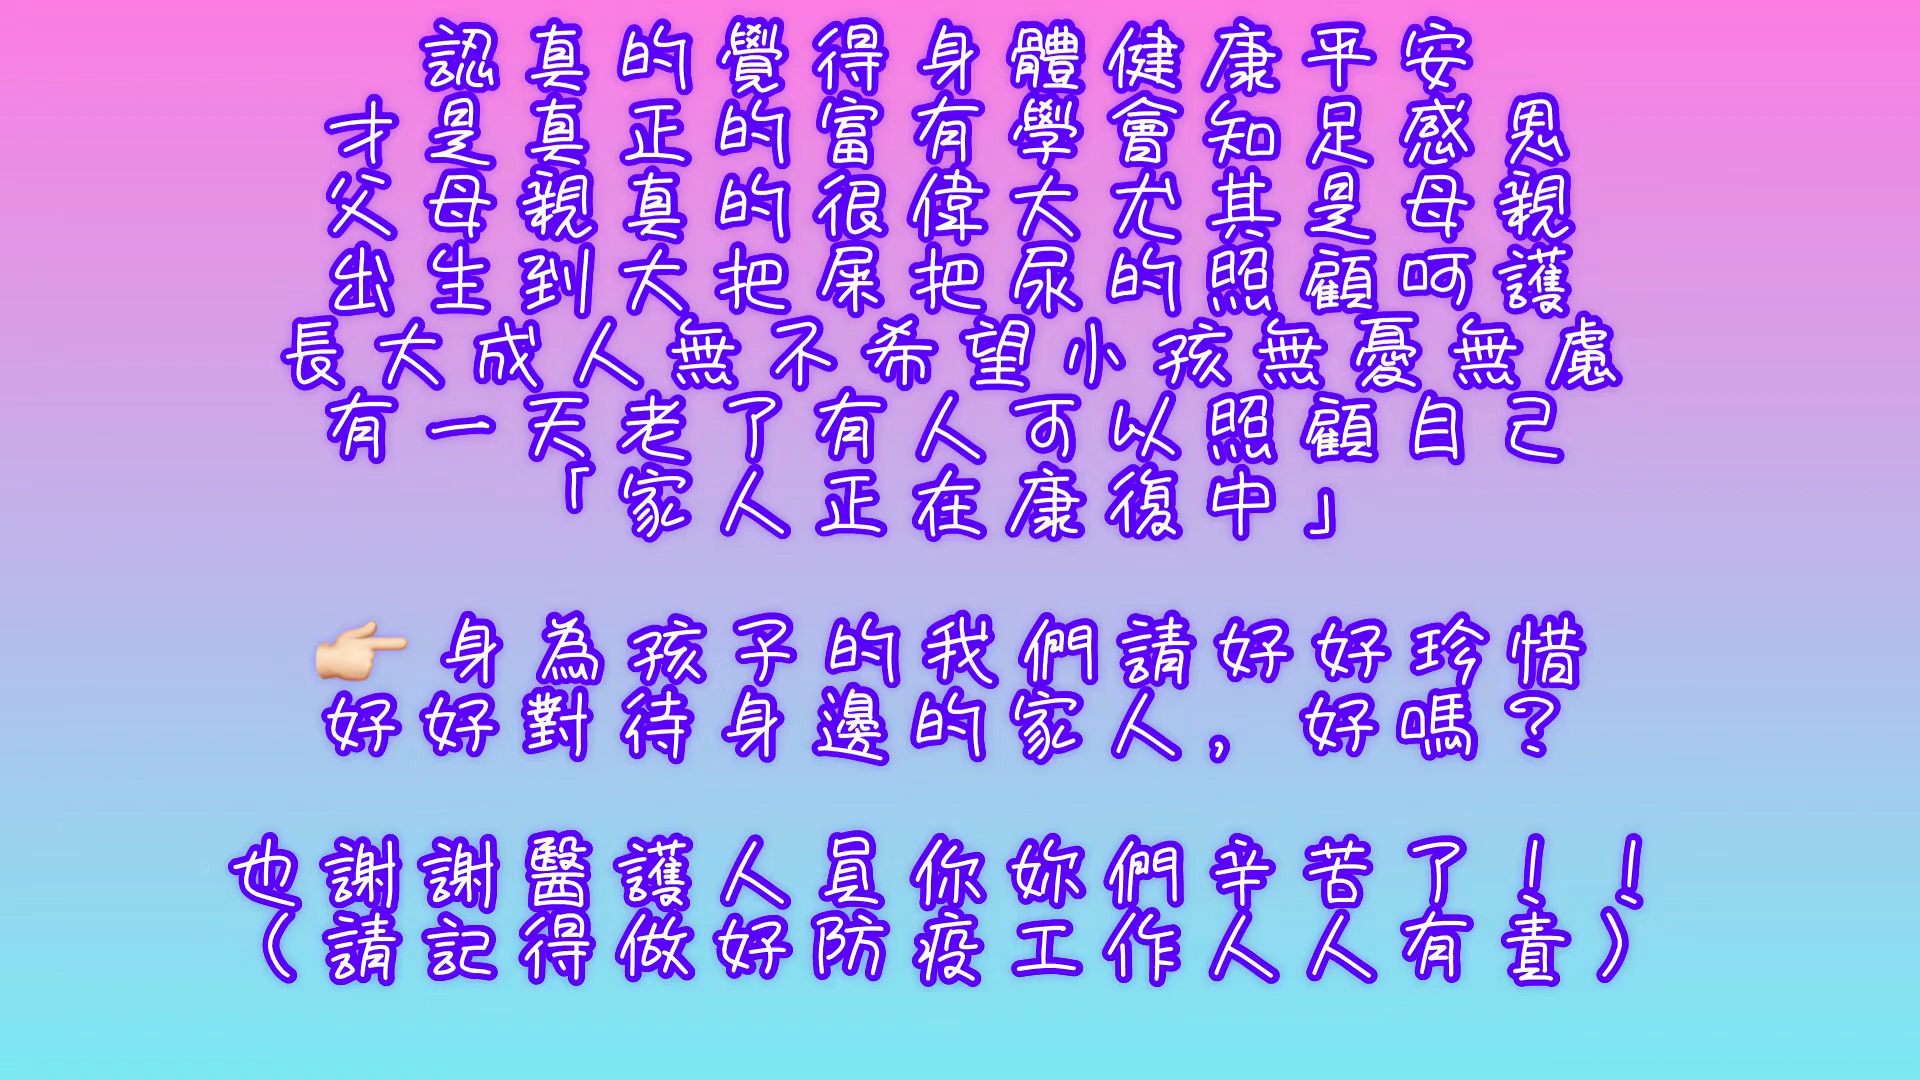 認真的覺得身體健康平安
才是真正的富有學會知足感恩
父母親真的很偉大尤其是母親
出生到大把屎把尿的照顧呵護
長大成人無不希望小孩無憂無慮
有一天老了有人可以照顧自己
「家人正在康復中」
👉🏻身為孩子的我們請好好珍惜
好好對待身邊的家人，好嗎？
也謝謝醫護人員你妳們辛苦了！！
（請記得做好防疫工作人人有責）